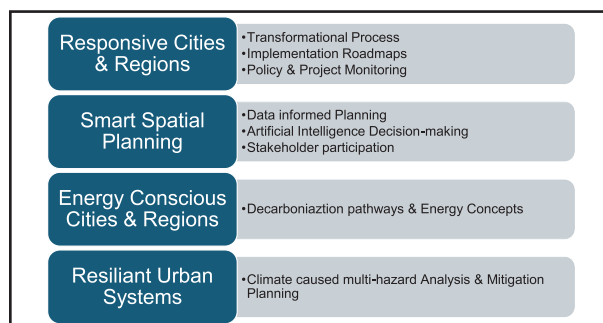 Responsive Cities
& Regions
•Transformational Process
•Implementation Roadmaps
•Policy & Project Monitoring
Smart Spatial
Planning
•Data informed Planning
•Artificial Intelligence Decision-making
•Stakeholder participation
Energy Conscious
Cities & Regions
•Decarboniaztion pathways & Energy Concepts
Resiliant Urban
Systems
•Climate caused multi-hazard Analysis & Mitigation
Planning